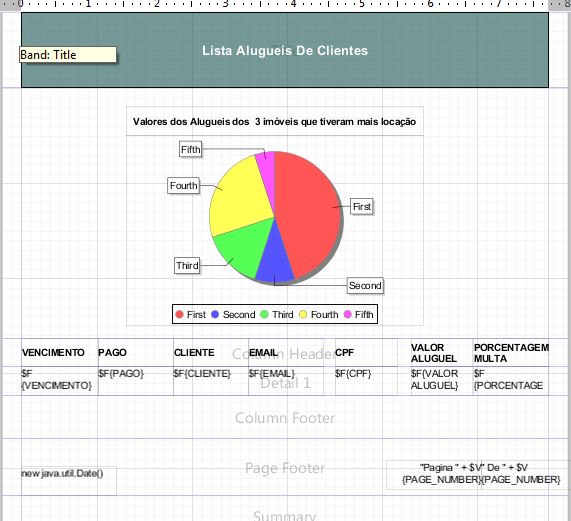 0 1 2 3 4 5 6 7 8
Lista Alugueis De Clientes
Band: Title
Valores dos Alugueis dos 3 imóveis que tiveram mais locação
Fifth
Fourth
First
Third
Second
First Second Third Fourth Fifth
Column Header
VENCIMENTO PAGO CLIENTE EMAIL CPF VALOR ALUGUEL PORCENTAGEM MULTA
$F{VENCIMENTO} $F{PAGO} $F{CLIENTE} $F{EMAIL} $F{CPF} $F{VALOR ALUGUEL} $F{PORCENTAGE
Detail 1
Column Footer
Page Footer
new java.util.Date()
"Pagina " + $V{PAGE_NUMBER} " De " + $V{PAGE_NUMBER}
Summary